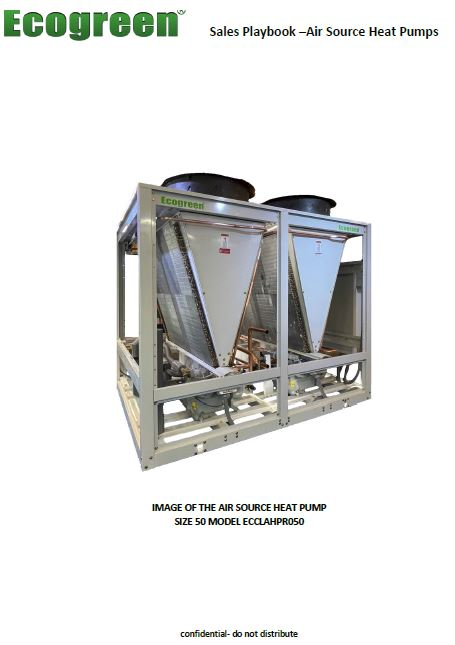 Ecogreen
Sales Playbook –Air Source Heat Pumps
Ecogreen
Ecogreen
IMAGE OF THE AIR SOURCE HEAT PUMP
SIZE 50 MODEL ECCLAHPR050
confidential- do not distribute